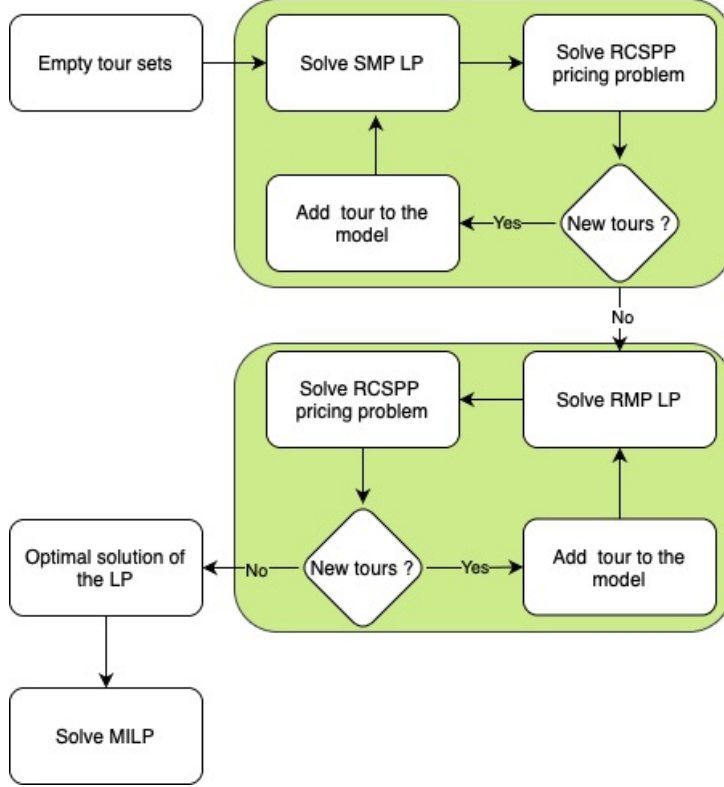 Empty tour sets
Solve SMP LP
Solve RCSPP
pricing problem
Add tour to the
model
Yes
New tours ?
No
Solve RCSPP
pricing problem
Solve RMP LP
Optimal solution of
the LP
No
New tours ?
Yes
Add tour to the
model
Solve MILP